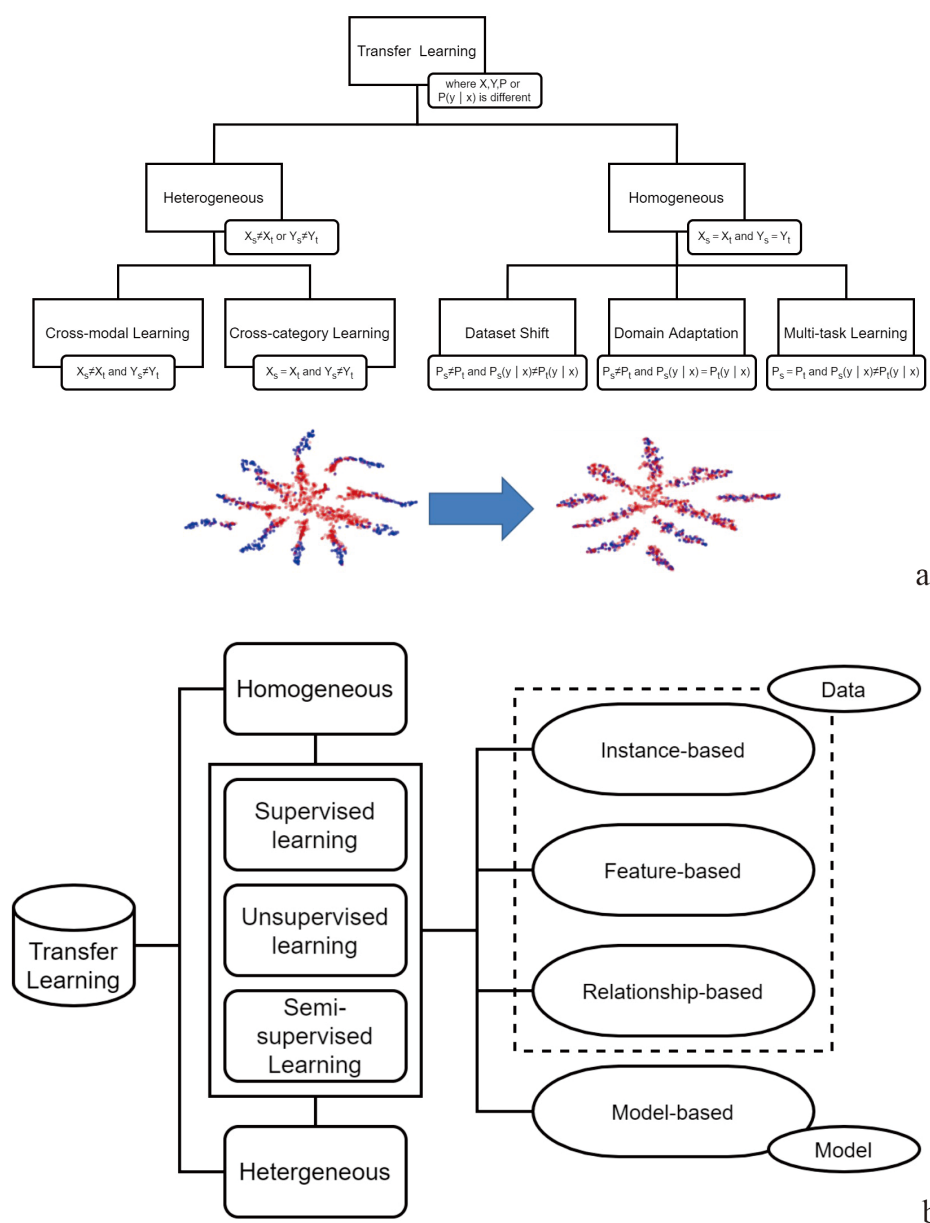 Transfer Learning
where X,Y,P or
P(y | x) is different
Heterogeneous
Xs≠Xt or Ys≠Yt
Homogeneous
Xs = Xt and Ys = Yt
Cross-modal Learning
Xs≠Xt and Ys≠Yt
Cross-category Learning
Xs = Xt and Ys≠Yt
Dataset Shift
Ps≠Pt and Ps(y | x)≠Pt(y | x)
Domain Adaptation
Ps≠Pt and Ps(y | x) = Pt(y | x)
Multi-task Learning
Ps = Pt and Ps(y | x)≠Pt(y | x)
a
Transfer
Learning
Homogeneous
Supervised
learning
Unsupervised
learning
Semi-
supervised
Learning
Hetergeneous
Data
Instance-based
Feature-based
Relationship-based
Model-based
Model
b